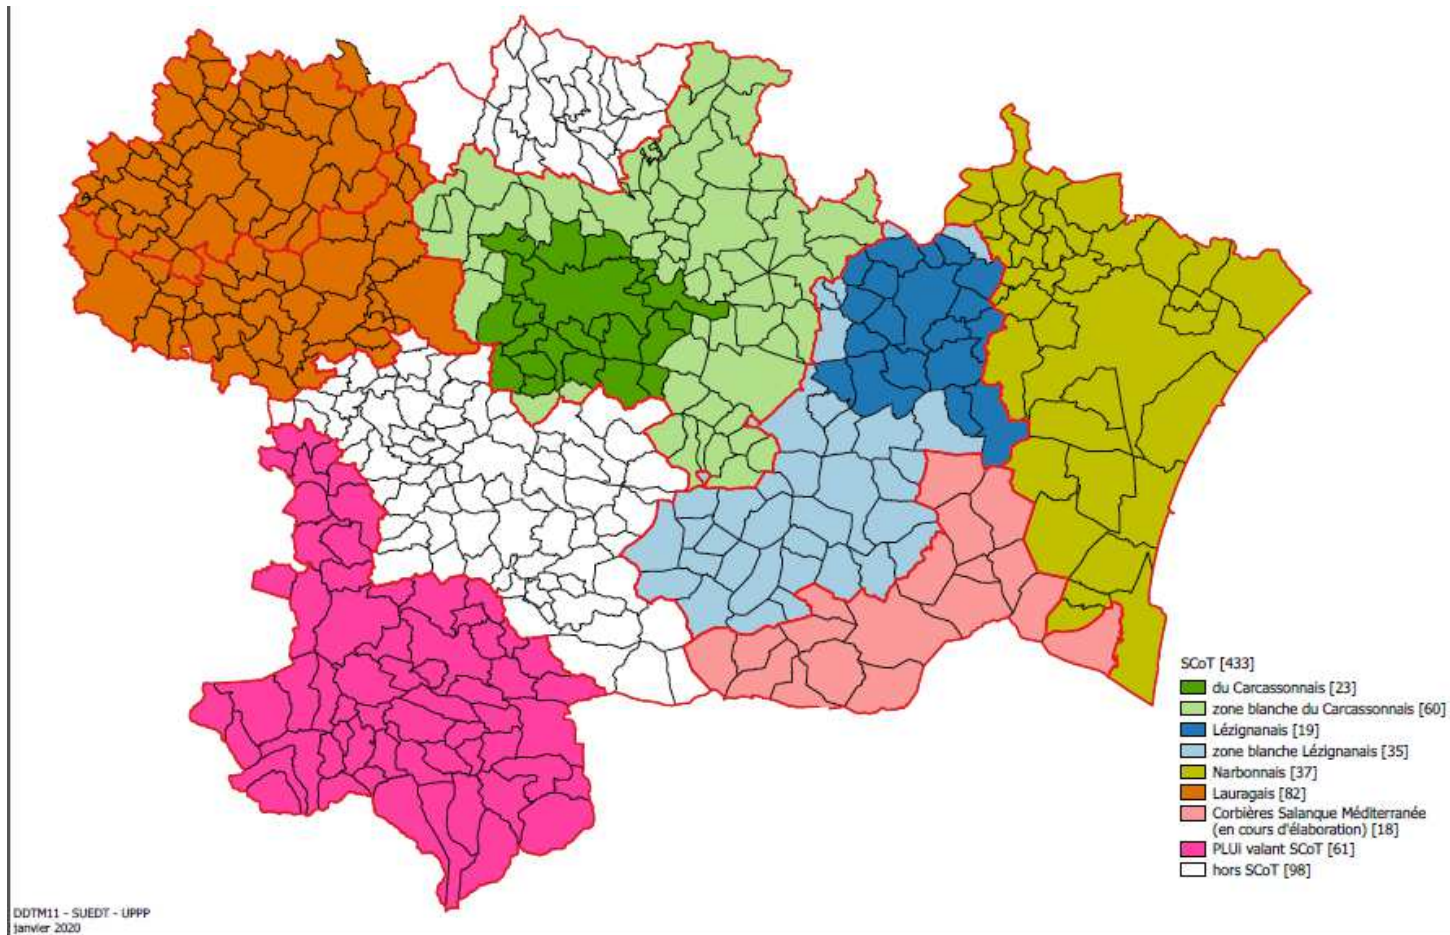 SCoT [433]
du Carcassonnais [23]
zone blanche du Carcassonnais [60]
Lézignanais [19]
zone blanche Lézignanais [35]
Narbonnais [37]
Lauragais [82]
Corbières Salanque Méditerranée
(en cours d'élaboration) [18]
PLUi valant SCoT [61]
hors SCoT [98]
DDTM11 - SUEDT - UPPP
janvier 2020